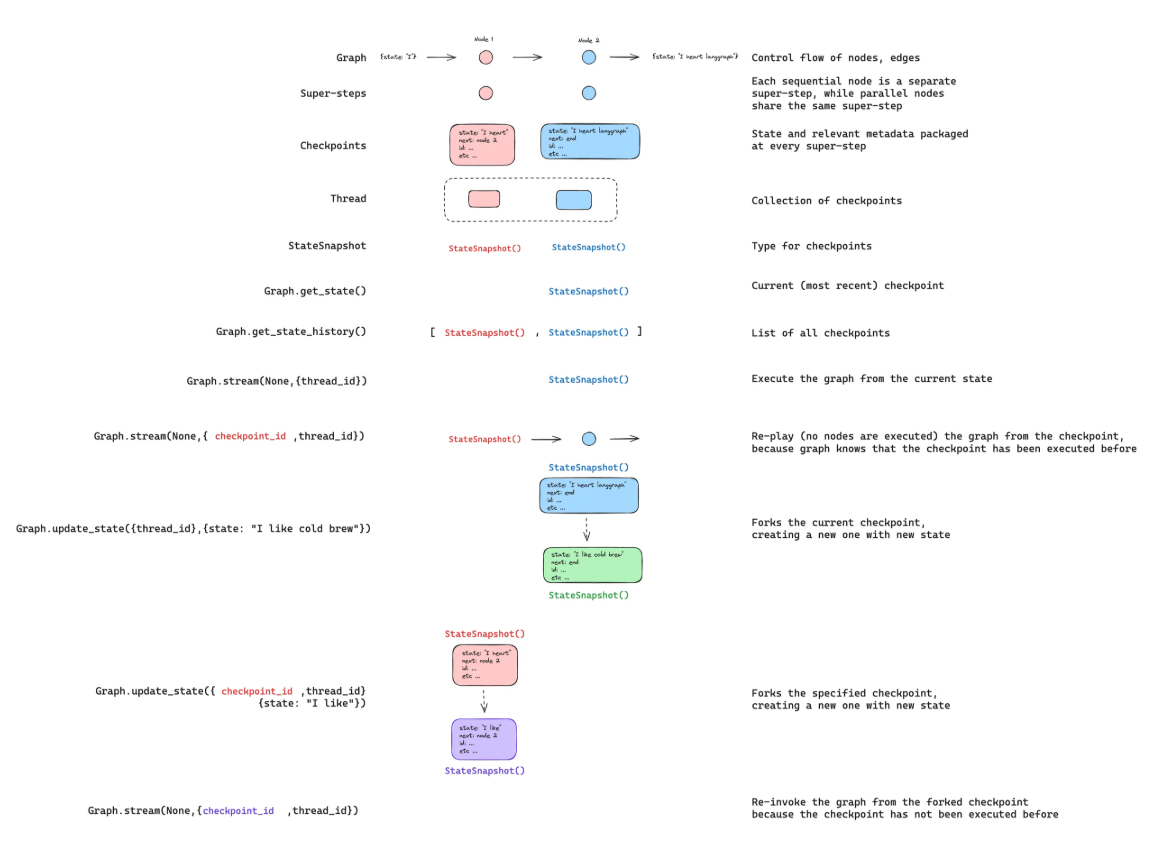 Node 1
Node 2
Graph
{state: "I"}
{state: "I heart langgraph"}
Control flow of nodes, edges
Super-steps
Each sequential node is a separate
super-step, while parallel nodes
share the same super-step
Checkpoints
state: "I heart"
next: node 2
id: ...
etc ...
state: "I heart langgraph"
next: end
id: ...
etc ...
State and relevant metadata packaged
at every super-step
Thread
Collection of checkpoints
StateSnapshot
StateSnapshot()
StateSnapshot()
Type for checkpoints
Graph.get_state()
StateSnapshot()
Current (most recent) checkpoint
Graph.get_state_history()
[ StateSnapshot() , StateSnapshot() ]
List of all checkpoints
Graph.stream(None,{thread_id})
StateSnapshot()
Execute the graph from the current state
Graph.stream(None,{ checkpoint_id ,thread_id})
StateSnapshot()
Re-play (no nodes are executed) the graph from the checkpoint,
because graph knows that the checkpoint has been executed before
StateSnapshot()
state: "I heart langgraph"
next: end
id: ...
etc ...
Graph.update_state({thread_id},{state: "I like cold brew"})
Forks the current checkpoint,
creating a new one with new state
state: "I like cold brew"
next: end
id: ...
etc ...
StateSnapshot()
StateSnapshot()
state: "I heart"
next: node 2
id: ...
etc ...
Graph.update_state({ checkpoint_id ,thread_id}
{state: "I like"})
Forks the specified checkpoint,
creating a new one with new state
state: "I like"
next: node 2
id: ...
etc ...
StateSnapshot()
Graph.stream(None,{checkpoint_id ,thread_id})
Re-invoke the graph from the forked checkpoint
because the checkpoint has not been executed before